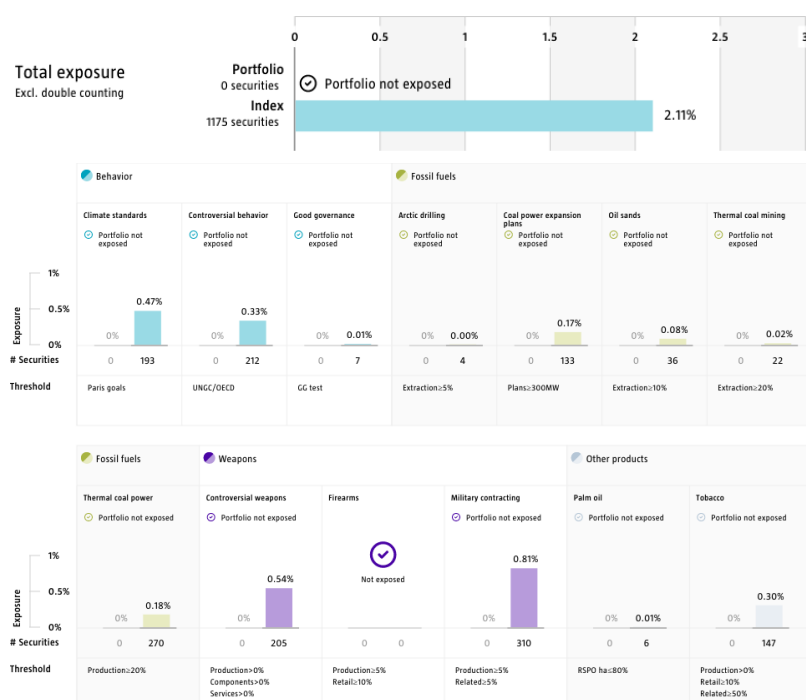 0 0.5 1 1.5 2 2.5 3
Total exposure
Excl. double counting
Portfolio
0 securities
Portfolio not exposed
Index
1175 securities
2.11%
Behavior
Fossil fuels
Climate standards
Portfolio not
exposed
Controversial behavior
Portfolio not
exposed
Good governance
Portfolio not
exposed
Arctic drilling
Portfolio not
exposed
Coal power expansion
plans
Portfolio not
exposed
Oil sands
Portfolio not
exposed
Thermal coal mining
Portfolio not
exposed
Exposure
1%
0.5%
0%
0% 0.47%
0% 0.33%
0% 0.01%
0% 0.00%
0% 0.17%
0% 0.08%
0% 0.02%
# Securities 0 193 0 212 0 7 0 4 0 133 0 36 0 22
Threshold Paris goals UNGC/OECD GG test Extraction≥5% Plans≥300MW Extraction≥10% Extraction≥20%
Fossil fuels
Weapons
Other products
Thermal coal power
Portfolio not exposed
Controversial weapons
Portfolio not exposed
Firearms
Not exposed
Military contracting
Portfolio not exposed
Palm oil
Portfolio not exposed
Tobacco
Portfolio not exposed
Exposure
1%
0.5%
0%
0% 0.18%
0% 0.54%
0% 0.81%
0% 0.01%
0% 0.30%
# Securities 0 270 0 205 0 0 0 310 0 6 0 147
Threshold
Production≥20%
Production>0%
Components>0%
Services>0%
Production≥5%
Retail≥10%
Production≥5%
Related≥5%
RSPO ha≤80%
Production>0%
Retail≥10%
Related≥50%